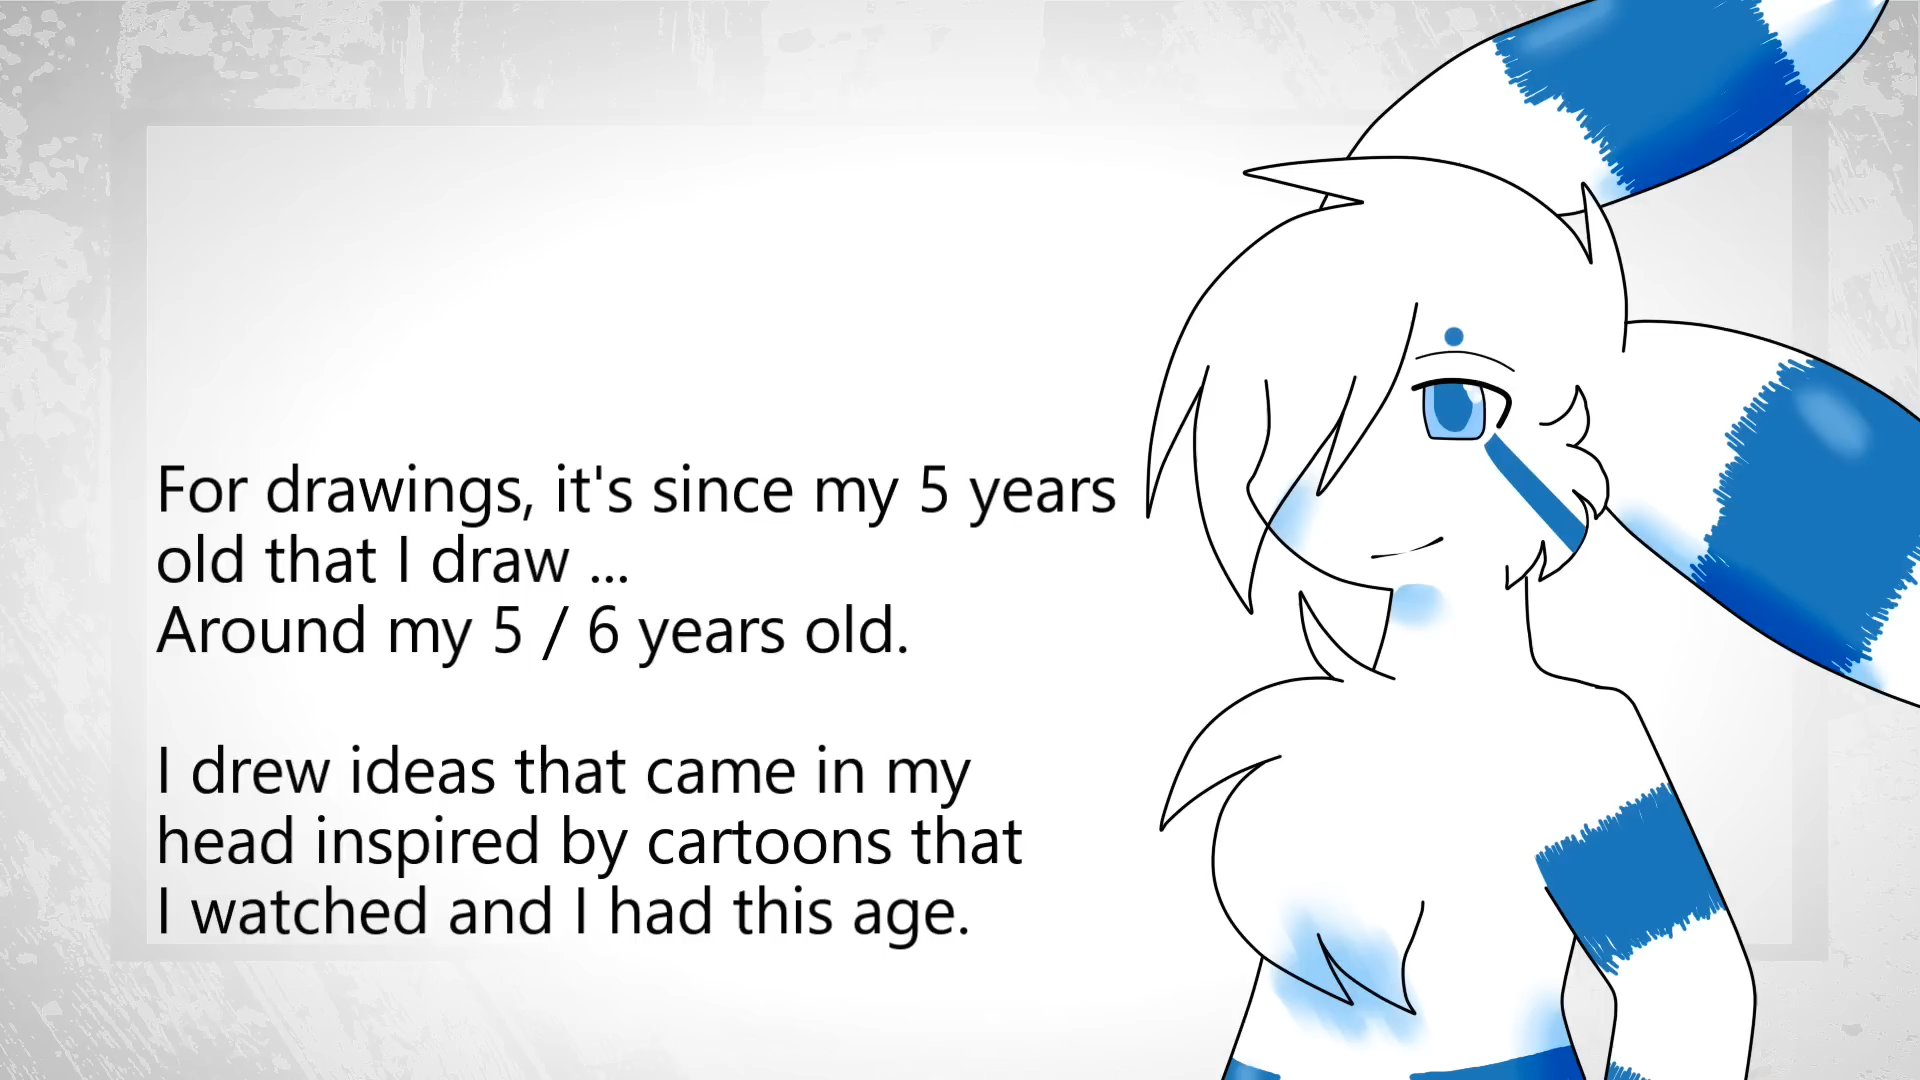 For drawings, it's since my 5 years
old that I draw ...
Around my 5 / 6 years old.
I drew ideas that came in my
head inspired by cartoons that
I watched and I had this age.